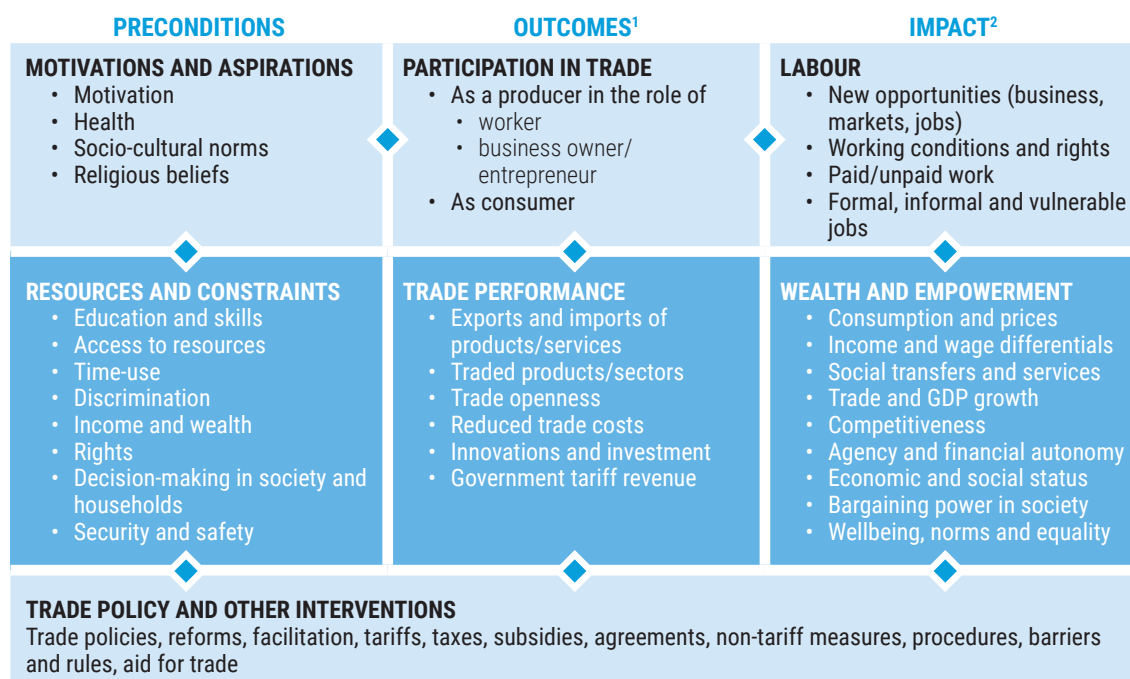 PRECONDITIONS
OUTCOMES¹
IMPACT²
MOTIVATIONS AND ASPIRATIONS
• Motivation
• Health
• Socio-cultural norms
• Religious beliefs
PARTICIPATION IN TRADE
• As a producer in the role of
• worker
• business owner/
entrepreneur
• As consumer
LABOUR
• New opportunities (business,
markets, jobs)
• Working conditions and rights
• Paid/unpaid work
• Formal, informal and vulnerable
jobs
RESOURCES AND CONSTRAINTS
• Education and skills
• Access to resources
• Time-use
• Discrimination
• Income and wealth
• Rights
• Decision-making in society and
households
• Security and safety
TRADE PERFORMANCE
• Exports and imports of
products/services
• Traded products/sectors
• Trade openness
• Reduced trade costs
• Innovations and investment
• Government tariff revenue
WEALTH AND EMPOWERMENT
• Consumption and prices
• Income and wage differentials
• Social transfers and services
• Trade and GDP growth
• Competitiveness
• Agency and financial autonomy
• Economic and social status
• Bargaining power in society
• Wellbeing, norms and equality
TRADE POLICY AND OTHER INTERVENTIONS
Trade policies, reforms, facilitation, tariffs, taxes, subsidies, agreements, non-tariff measures, procedures, barriers
and rules, aid for trade